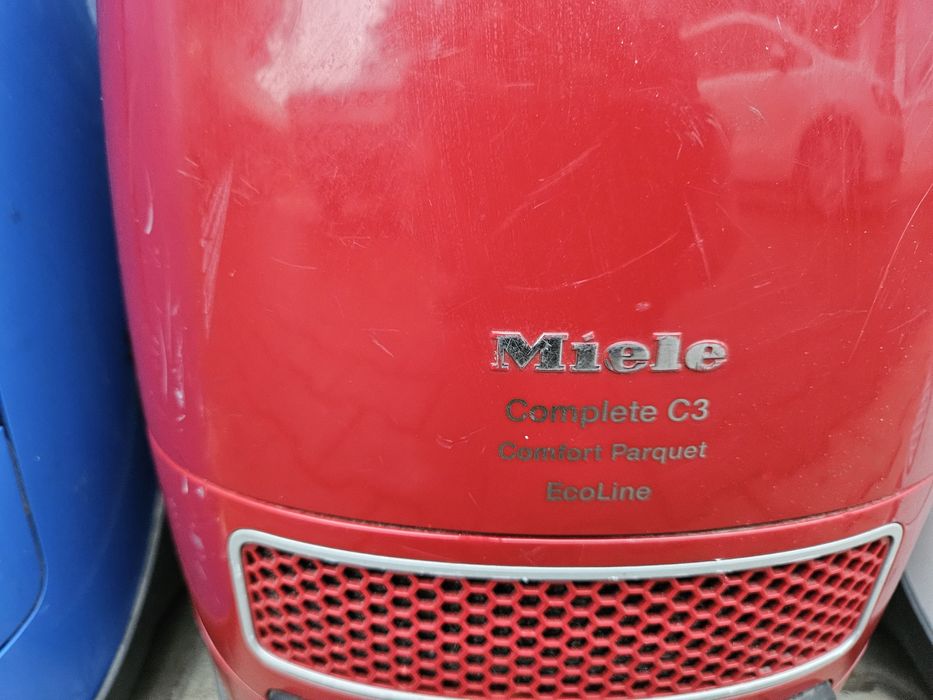 Miele
Complete C3
Comfort Parquet
EcoLine